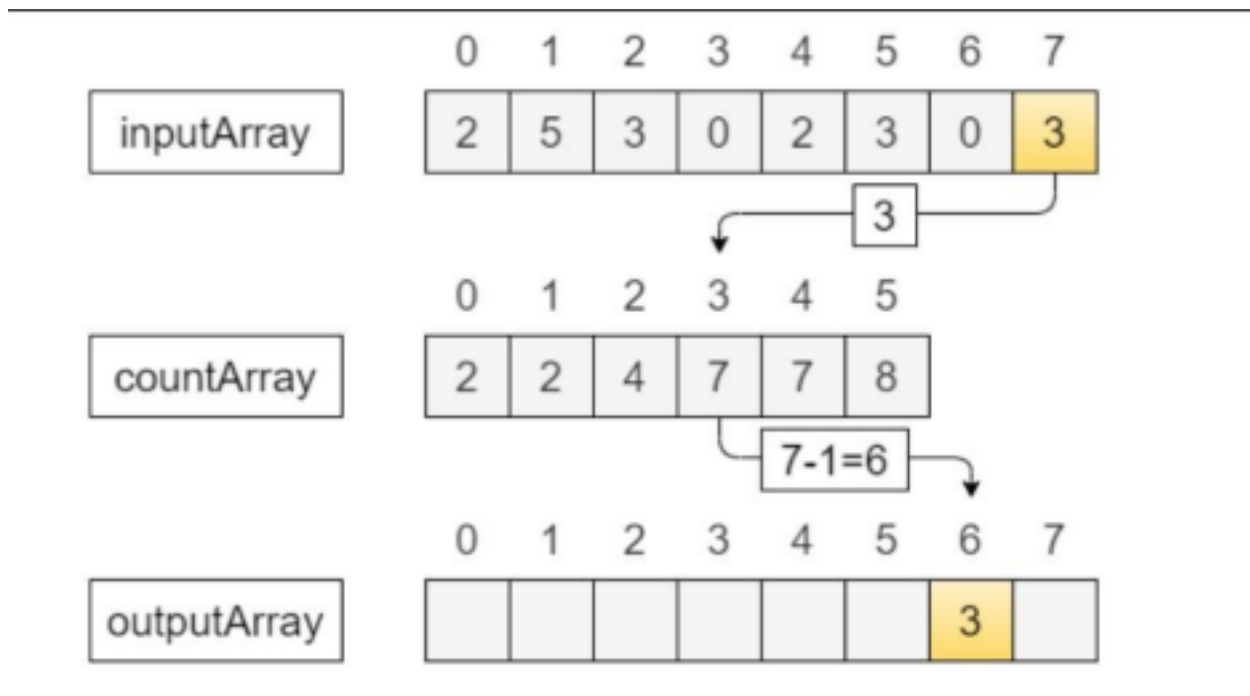 0 1 2 3 4 5 6 7
inputArray 2 5 3 0 2 3 0 3
3
0 1 2 3 4 5
countArray 2 2 4 7 7 8
7-1=6
0 1 2 3 4 5 6 7
outputArray 3